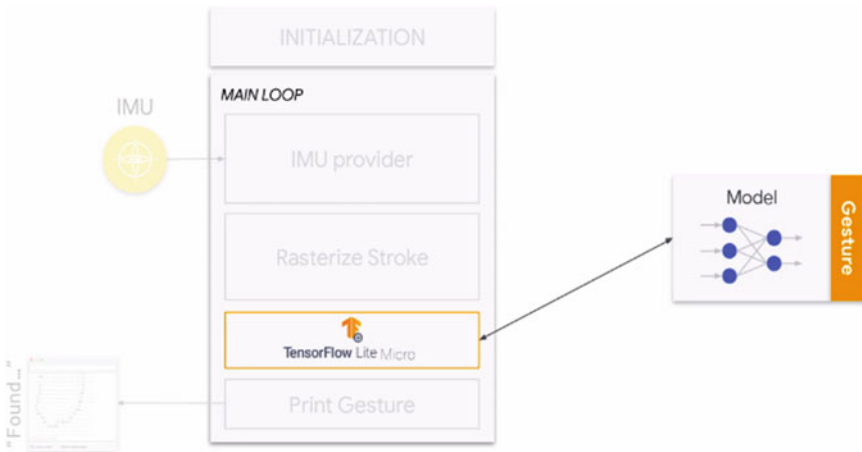 INITIALIZATION
MAIN LOOP
IMU
IMU provider
Rasterize Stroke
TensorFlow Lite Micro
Print Gesture
"Found..."
Model
Gesture